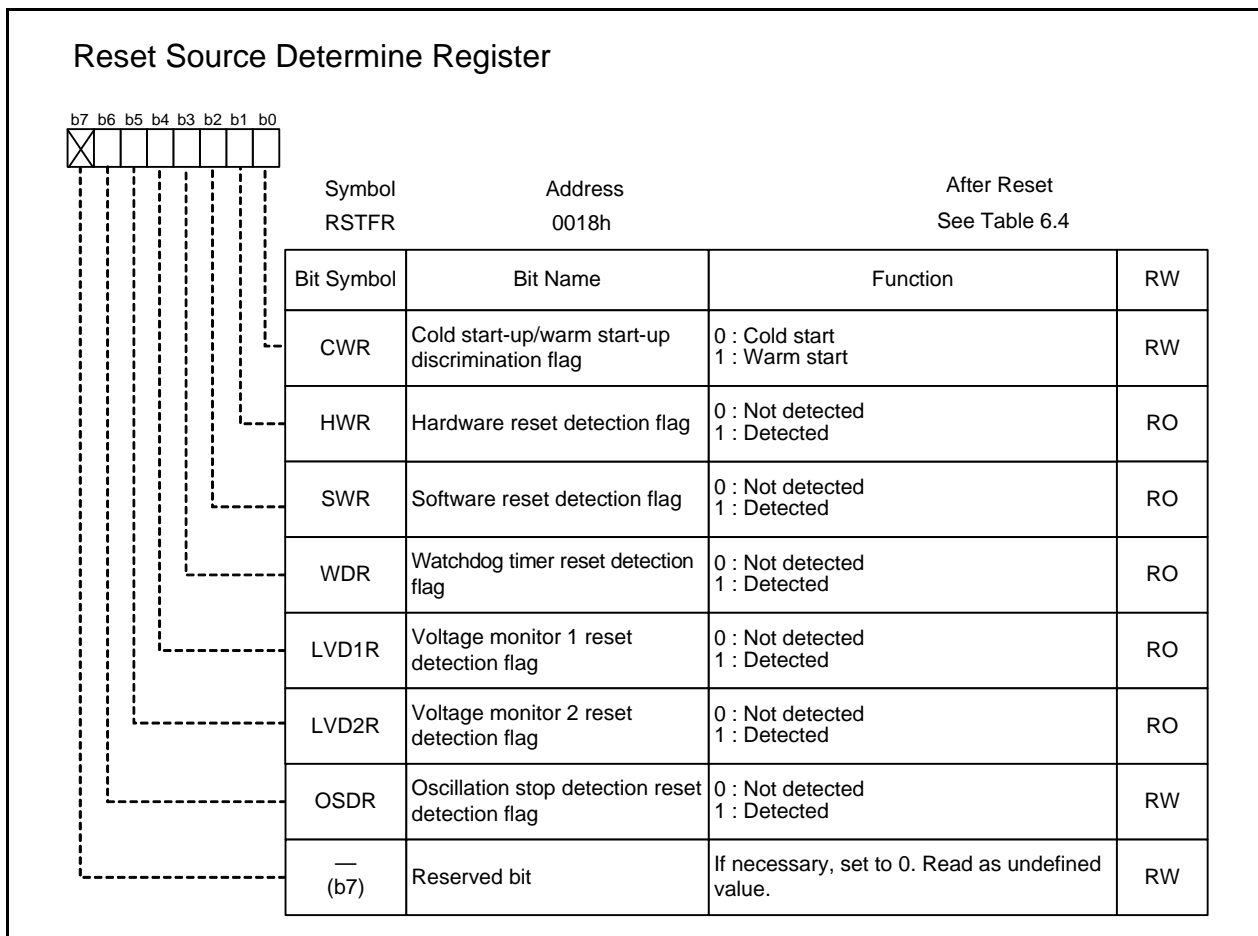 Reset Source Determine Register
b7 b6 b5 b4 b3 b2 b1 b0
Symbol Address After Reset
RSTFR 0018h See Table 6.4
Bit Symbol Bit Name Function RW
CWR Cold start-up/warm start-up discrimination flag 0 : Cold start 1 : Warm start RW
HWR Hardware reset detection flag 0 : Not detected 1 : Detected RO
SWR Software reset detection flag 0 : Not detected 1 : Detected RO
WDR Watchdog timer reset detection flag 0 : Not detected 1 : Detected RO
LVD1R Voltage monitor 1 reset detection flag 0 : Not detected 1 : Detected RO
LVD2R Voltage monitor 2 reset detection flag 0 : Not detected 1 : Detected RO
OSDR Oscillation stop detection reset detection flag 0 : Not detected 1 : Detected RW
— (b7) Reserved bit If necessary, set to 0. Read as undefined value. RW